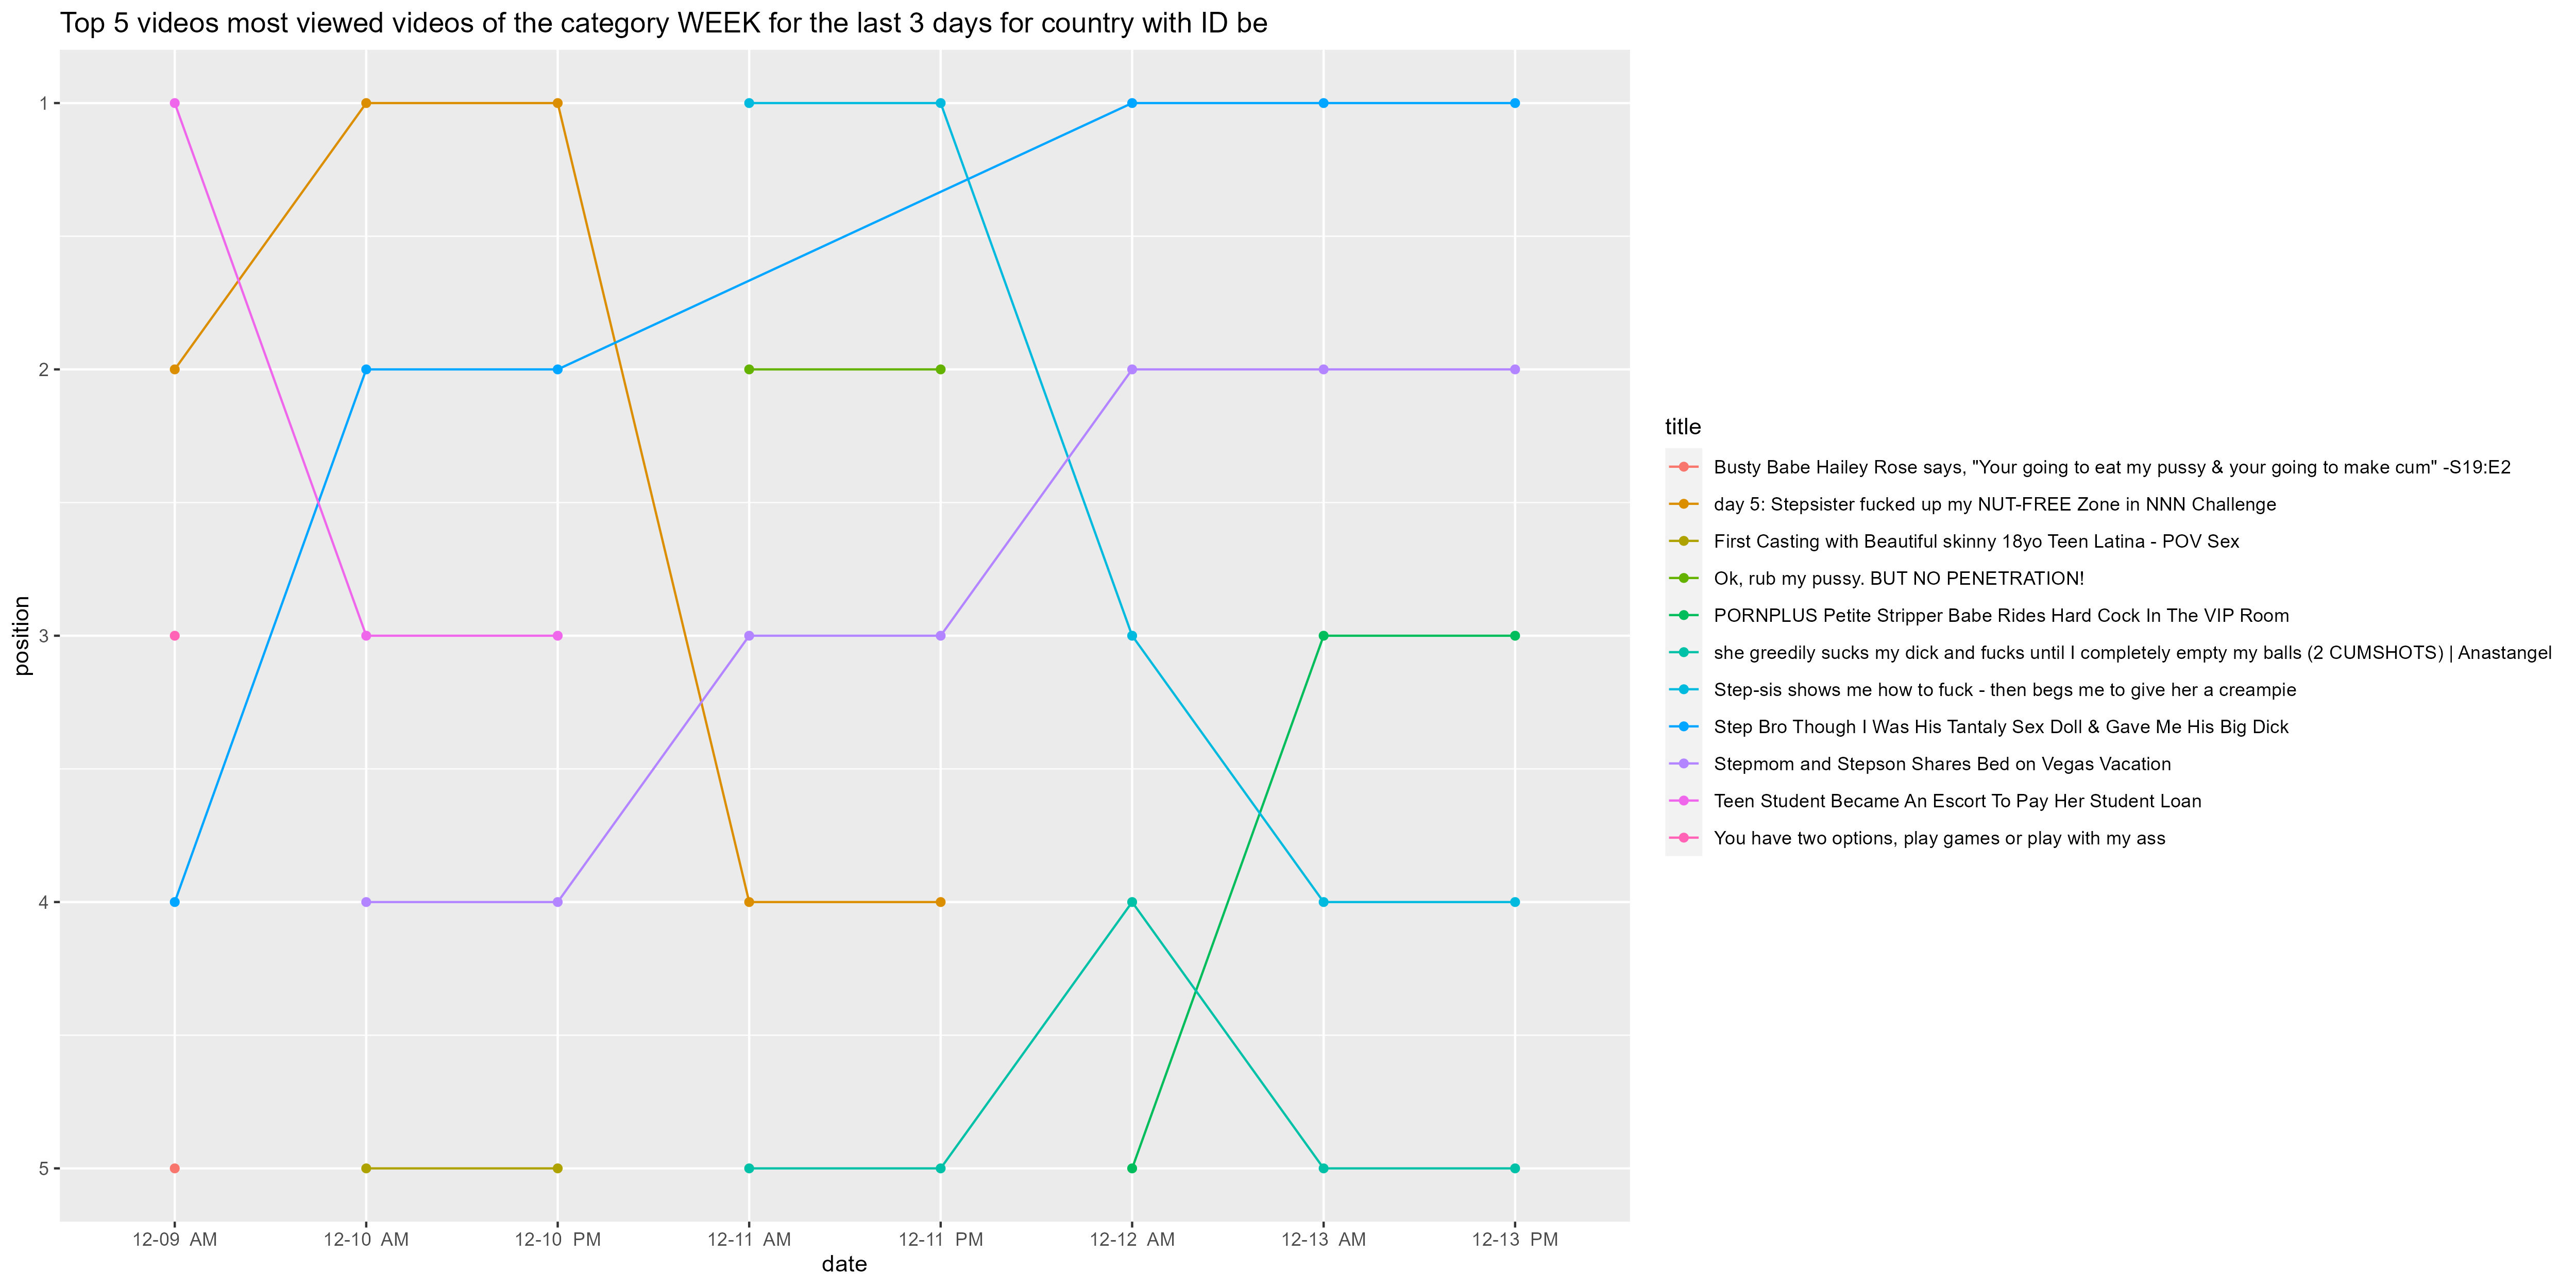 Top 5 videos most viewed videos of the category WEEK for the last 3 days for country with ID be
position
1
2
3
4
5
12-09 AM
12-10 AM
12-10 PM
12-11 AM
12-11 PM
12-12 AM
12-13 AM
12-13 PM
date
title
Busty Babe Hailey Rose says, "Your going to eat my pussy & your going to make cum" -S19:E2
day 5: Stepsister fucked up my NUT-FREE Zone in NNN Challenge
First Casting with Beautiful skinny 18yo Teen Latina - POV Sex
Ok, rub my pussy. BUT NO PENETRATION!
PORNPLUS Petite Stripper Babe Rides Hard Cock In The VIP Room
she greedily sucks my dick and fucks until I completely empty my balls (2 CUMSHOTS) | Anastangel
Step-sis shows me how to fuck - then begs me to give her a creampie
Step Bro Though I Was His Tantaly Sex Doll & Gave Me His Big Dick
Stepmom and Stepson Shares Bed on Vegas Vacation
Teen Student Became An Escort To Pay Her Student Loan
You have two options, play games or play with my ass